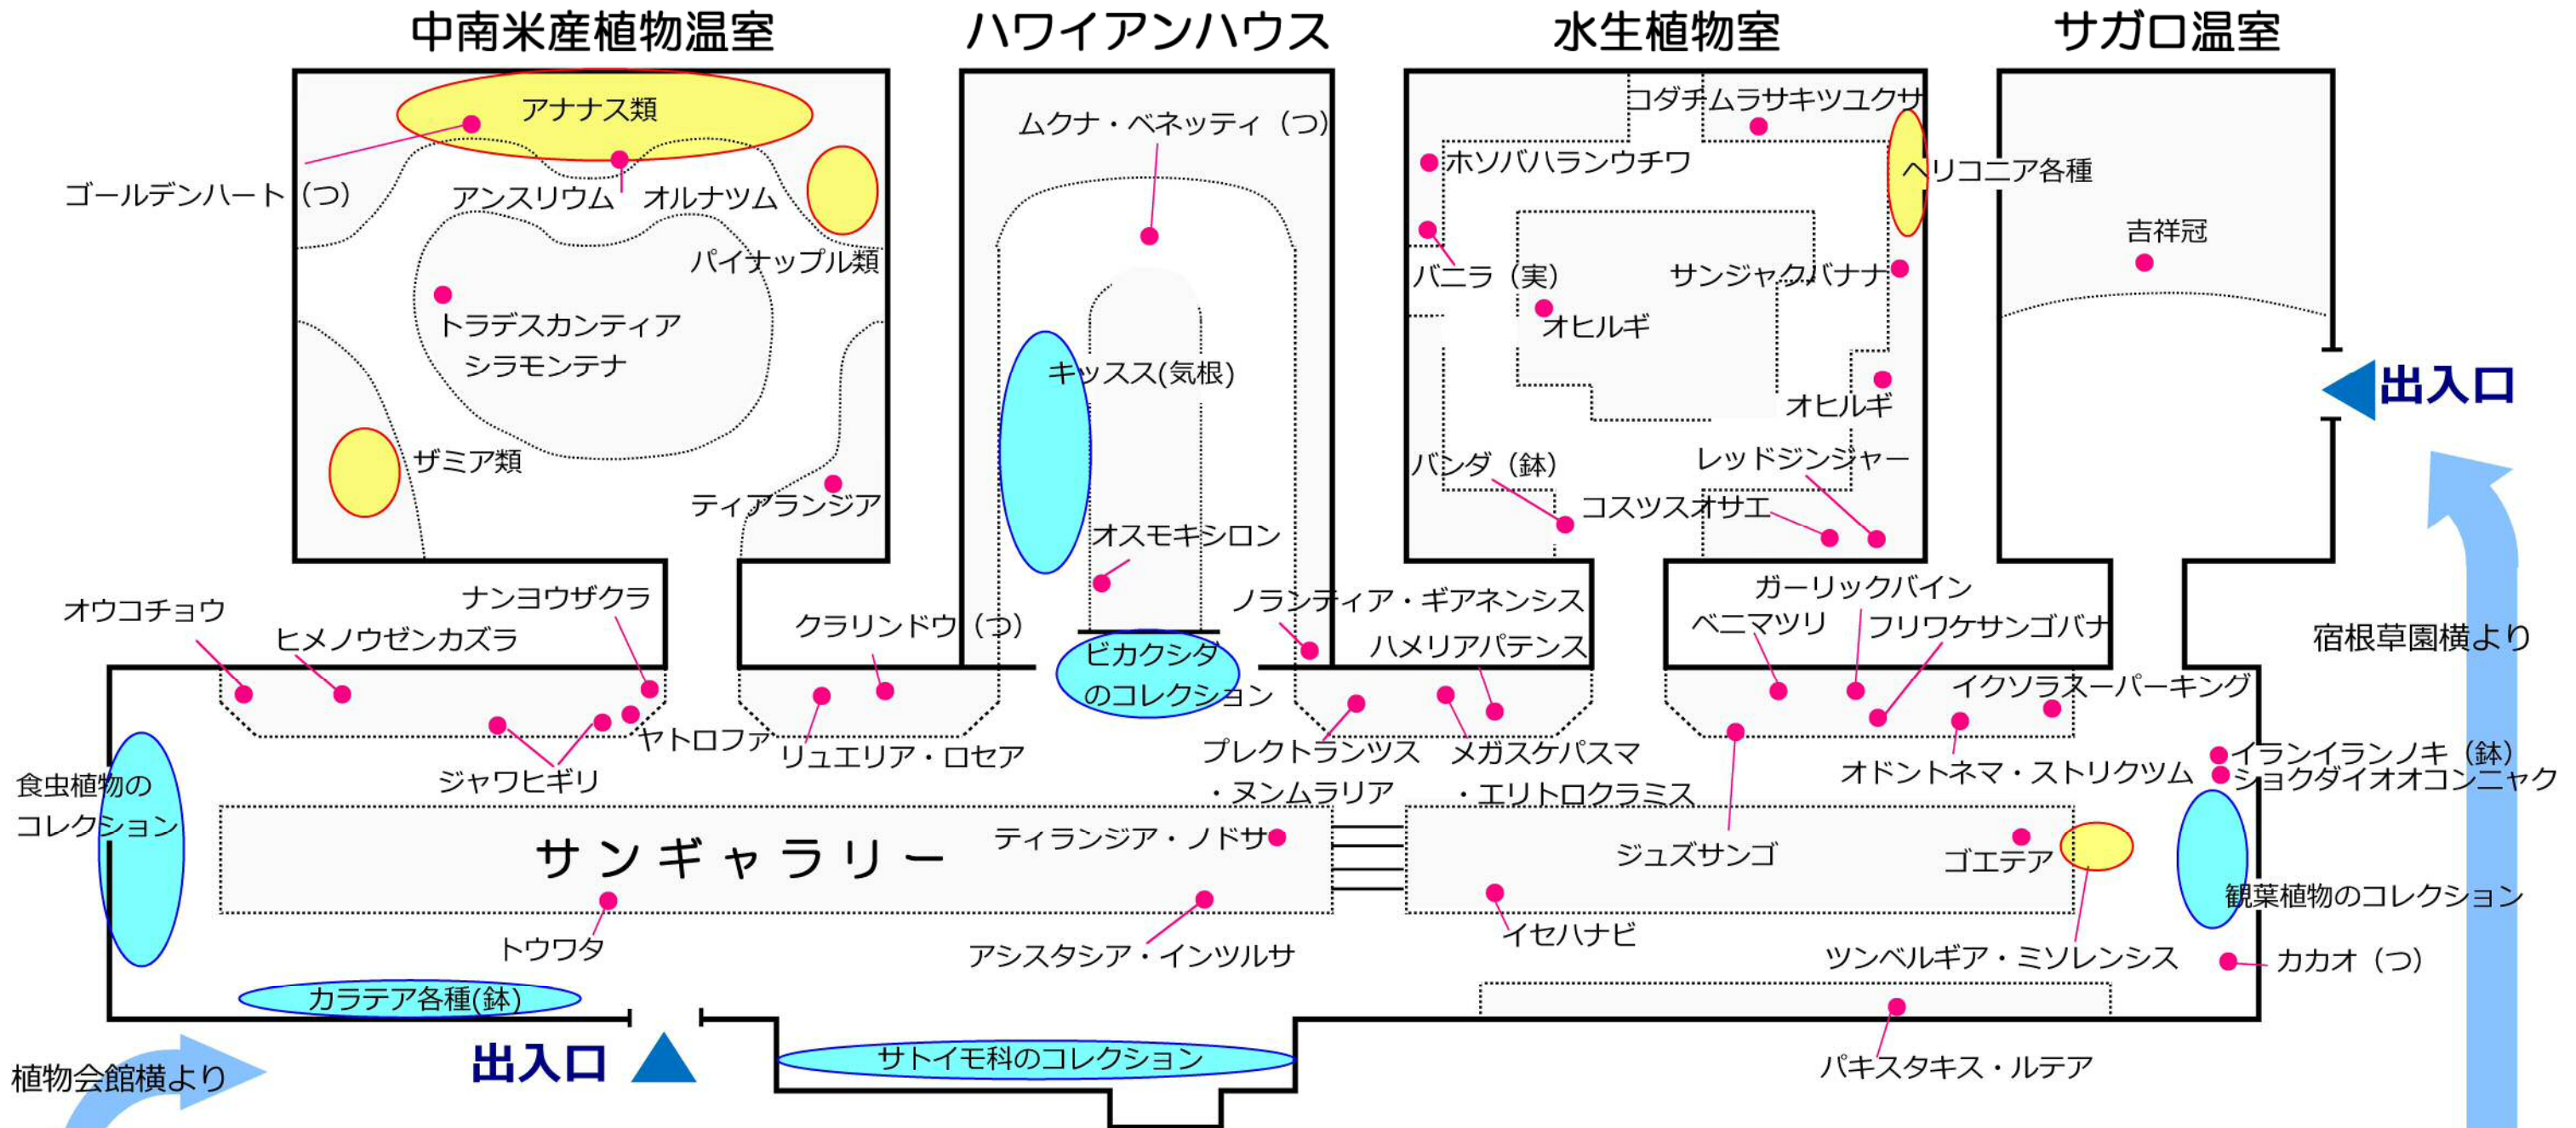 中南米産植物温室
ハワイアンハウス
水生植物室
サガロ温室
アナナス類
ゴールデンハート（つ）
アンスリウム　オルナツム
パイナップル類
トラデスカンティア
シラモンテナ
ザミア類
ティアランジア
ムクナ・ベネッティ（つ）
キッスス(気根)
オスモキシロン
コダチムラサキツユクサ
ホソバハランウチワ
ヘリコニア各種
バニラ（実）
サンジャクバナナ
オヒルギ
オヒルギ
バンダ（鉢）
レッドジンジャー
コスツスオサエ
吉祥冠
出入口
宿根草園横より
オウコチョウ
ヒメノウゼンカズラ
ナンヨウザクラ
クラリンドウ（つ）
ビカクシダ
のコレクション
ノランティア・ギアネンシス
ハメリアパテンス
ガーリックバイン
ベニマツリ
フリワケサンゴバナ
イクソラスーパーキング
ヤトロファ
ジャワヒギリ
リュエリア・ロセア
プレクトランツス
・ヌンムラリア
メガスケパスマ
・エリトロクラミス
オドントネマ・ストリクツム
イランイランノキ（鉢）
ショクダイオオコンニャク
食虫植物の
コレクション
サンギャラリー
ティランジア・ノドサ
ジュズサンゴ
ゴエテア
観葉植物のコレクション
トウワタ
アシスタシア・インツルサ
イセハナビ
ツンベルギア・ミソレンシス
カカオ（つ）
カラテア各種(鉢)
出入口
サトイモ科のコレクション
パキスタキス・ルテア
植物会館横より